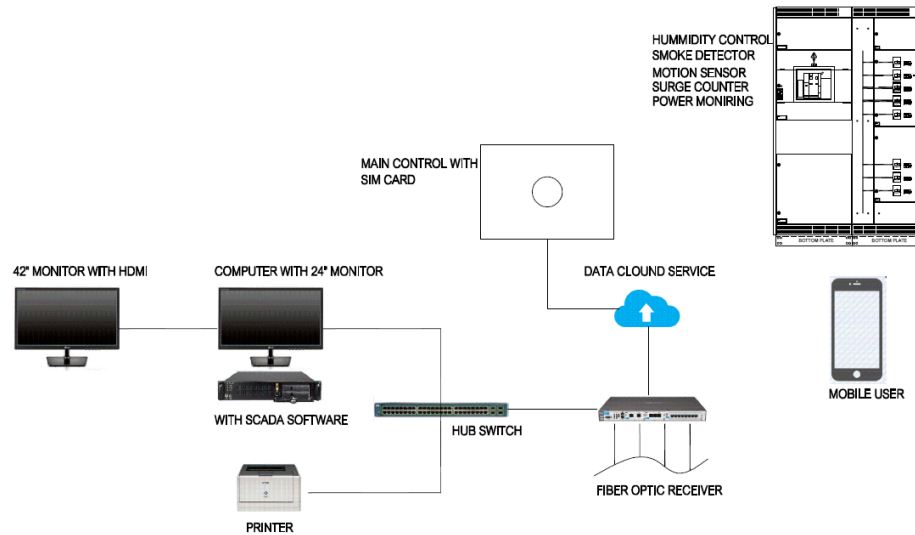 HUMMIDITY CONTROL
SMOKE DETECTOR
MOTION SENSOR
SURGE COUNTER
POWER MONIRING
MAIN CONTROL WITH
SIM CARD
42" MONITOR WITH HDMI
COMPUTER WITH 24" MONITOR
DATA CLOUND SERVICE
BOTTOM PLATE
BOTTOM PLATE
MOBILE USER
WITH SCADA SOFTWARE
HUB SWITCH
FIBER OPTIC RECEIVER
PRINTER